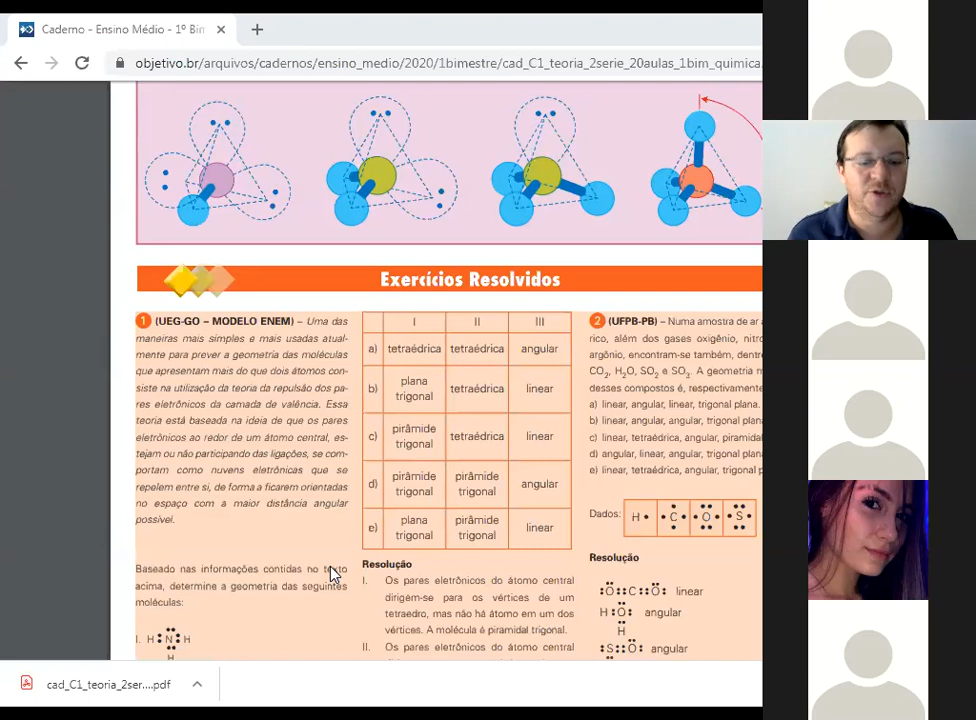 Caderno - Ensino Médio - 1º Bim
objetivo.br/arquivos/cadernos/ensino_medio/2020/1bimestre/cad_C1_teoria_2serie_20aulas_1bim_quimica.
Exercícios Resolvidos
1 (UEG-GO – MODELO ENEM) – Uma das
maneiras mais simples e mais usadas atual-
mente para prever a geometria das moléculas
que apresentam mais do que dois átomos con-
siste na utilização da teoria da repulsão dos pa-
res eletrônicos da camada de valência. Essa
teoria está baseada na ideia de que os pares
eletrônicos ao redor de um átomo central, es-
tejam ou não participando das ligações, se com-
portam como nuvens eletrônicas que se
repelem entre si, de forma a ficarem orientadas
no espaço com a maior distância angular
possível.
Baseado nas informações contidas no texto
acima, determine a geometria das seguintes
moléculas:
I. H N H
H
I II III
a) tetraédrica tetraédrica angular
b) plana trigonal tetraédrica linear
c) pirâmide trigonal tetraédrica linear
d) pirâmide trigonal pirâmide trigonal angular
e) plana trigonal pirâmide trigonal linear
Resolução
I. Os pares eletrônicos do átomo central
dirigem-se para os vértices de um
tetraedro, mas não há átomo em um dos
vértices. A molécula é piramidal trigonal.
II. Os pares eletrônicos do átomo central
2 (UFPB-PB) – Numa amostra de ar a
rico, além dos gases oxigênio, nitro
argônio, encontram-se também, dentr
CO₂, H₂O, SO₂ e SO₃. A geometria m
desses compostos é, respectivamente
a) linear, angular, linear, trigonal plana.
b) linear, angular, angular, trigonal plan
c) linear, tetraédrica, angular, piramidal
d) angular, linear, angular, trigonal plan
e) linear, tetraédrica, angular, trigonal p
Dados: H C O S
Resolução
O C O linear
H O angular
H
S O angular
cad_C1_teoria_2ser....pdf